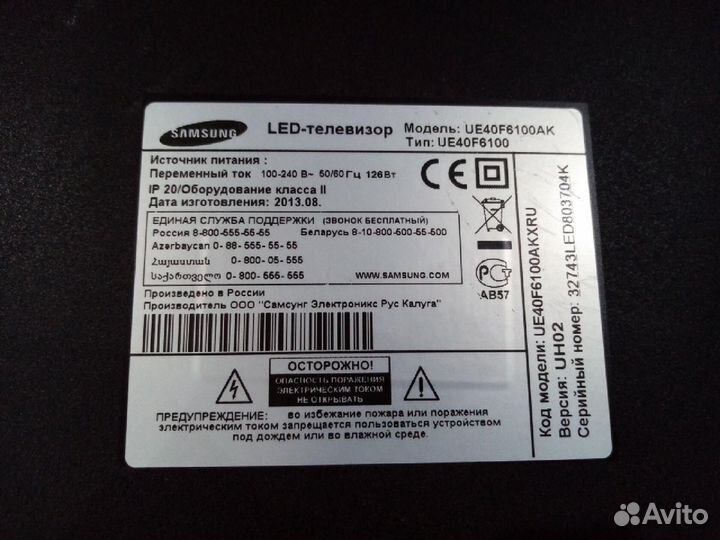 SAMSUNG
LED-телевизор
Модель: UE40F6100AK
Тип: UE40F6100
Источник питания :
Переменный ток 100-240 В~ 50/60 Гц 126 Вт
IP 20/Оборудование класса II
Дата изготовления: 2013.08.
ЕДИНАЯ СЛУЖБА ПОДДЕРЖКИ (ЗВОНОК БЕСПЛАТНЫЙ)
Россия 8-800-555-55-55 Беларусь 8-10-800-500-55-500
Azerbaycan 0-88-555-55-55
Հայաստան 0-800-05-555
საქართველო 0-800-555-555
WWW.SAMSUNG.COM
Произведено в России
Производитель ООО "Самсунг Электроникс Рус Калуга"
CE
АВ57
ОСТОРОЖНО!
ОПАСНОСТЬ ПОРАЖЕНИЯ
ЭЛЕКТРИЧЕСКИМ ТОКОМ
НЕ ОТКРЫВАТЬ
ПРЕДУПРЕЖДЕНИЕ: во избежание пожара или поражения
электрическим током запрещается пользоваться устройством
под дождем или во влажной среде.
Код модели: UE40F6100AKXRU
Версия: UH02
Серийный номер: 32743LED803704K
Avito